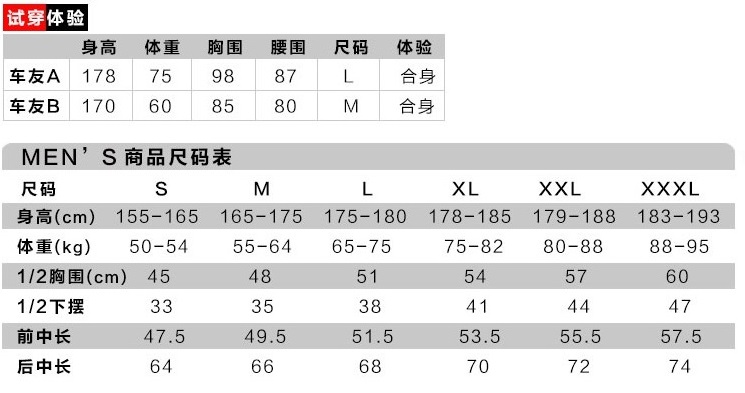 试穿体验
身高 体重 胸围 腰围 尺码 体验
车友A 178 75 98 87 L 合身
车友B 170 60 85 80 M 合身
MEN'S 商品尺码表
尺码 S M L XL XXL XXXL
身高(cm) 155-165 165-175 175-180 178-185 179-188 183-193
体重(kg) 50-54 55-64 65-75 75-82 80-88 88-95
1/2胸围(cm) 45 48 51 54 57 60
1/2下摆 33 35 38 41 44 47
前中长 47.5 49.5 51.5 53.5 55.5 57.5
后中长 64 66 68 70 72 74